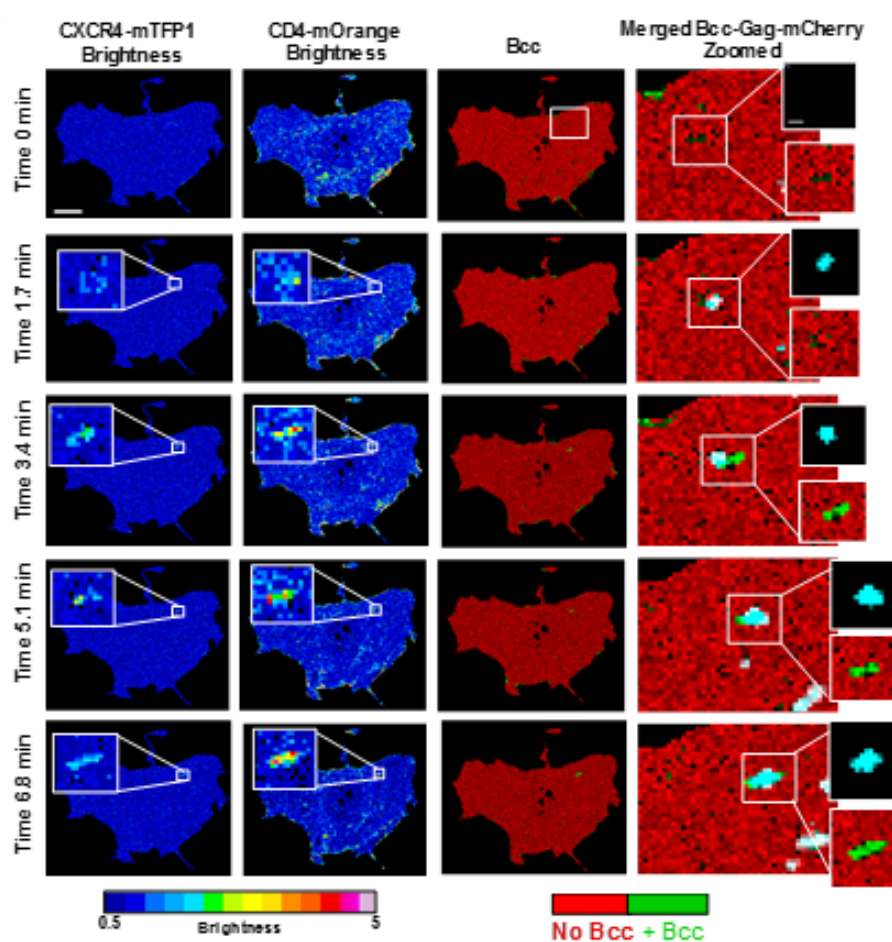 CXCR4-mTFP1
Brightness
CD4-mOrange
Brightness
Bcc
Merged Bcc-Gag-mCherry
Zoomed
Time 0 min
Time 1.7 min
Time 3.4 min
Time 5.1 min
Time 6.8 min
0.5
Brightness
5
No Bcc + Bcc